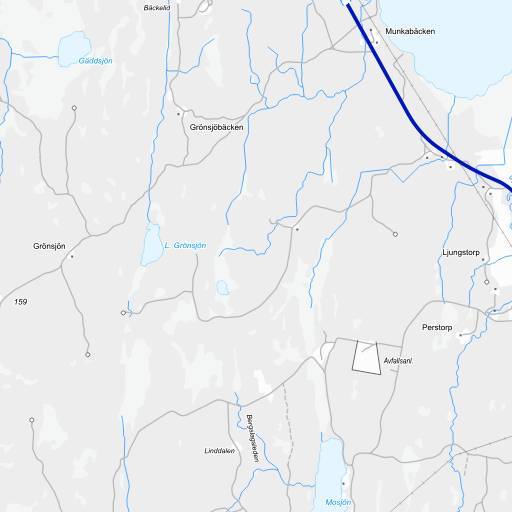 Bäckelid
Munkabäcken
Gäddsjön
Grönsjöbäcken
Grönsjön
L. Grönsjön
Ljungstorp
159
Perstorp
Avfallsanl.
Bergslagsleden
Linddalen
Mosjön